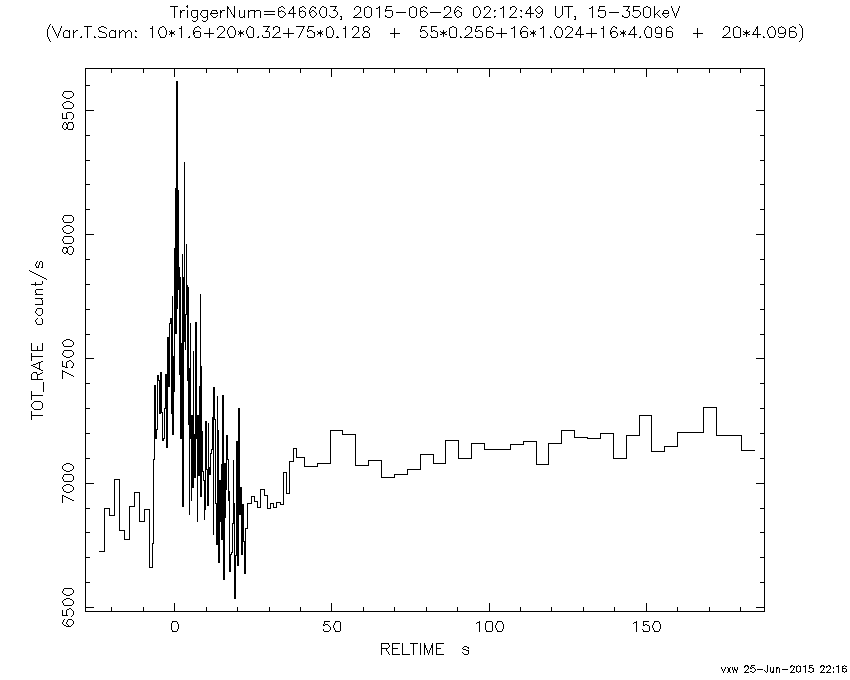 TriggerNum=646603, 2015-06-26 02:12:49 UT, 15-350keV
(Var.T.Sam: 10*1.6+20*0.32+75*0.128 + 55*0.256+16*1.024+16*4.096 + 20*4.096)
8500
8000
7500
7000
6500
TOT_RATE count/s
0 50 100 150
RELTIME s
vxw 25-Jun-2015 22:16